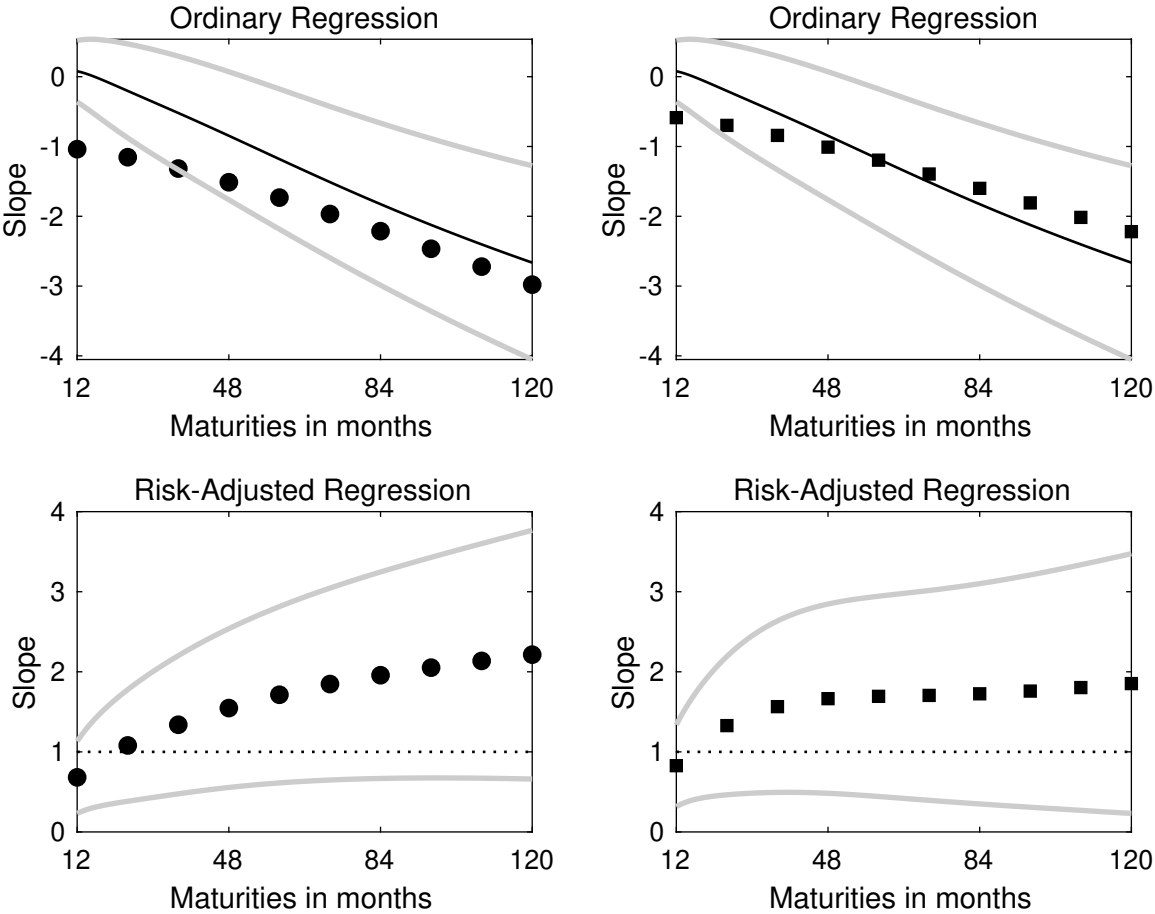 Ordinary Regression
Slope
0
-1
-2
-3
-4
12 48 84 120
Maturities in months
Ordinary Regression
Slope
0
-1
-2
-3
-4
12 48 84 120
Maturities in months
Risk-Adjusted Regression
Slope
4
3
2
1
0
12 48 84 120
Maturities in months
Risk-Adjusted Regression
Slope
4
3
2
1
0
12 48 84 120
Maturities in months